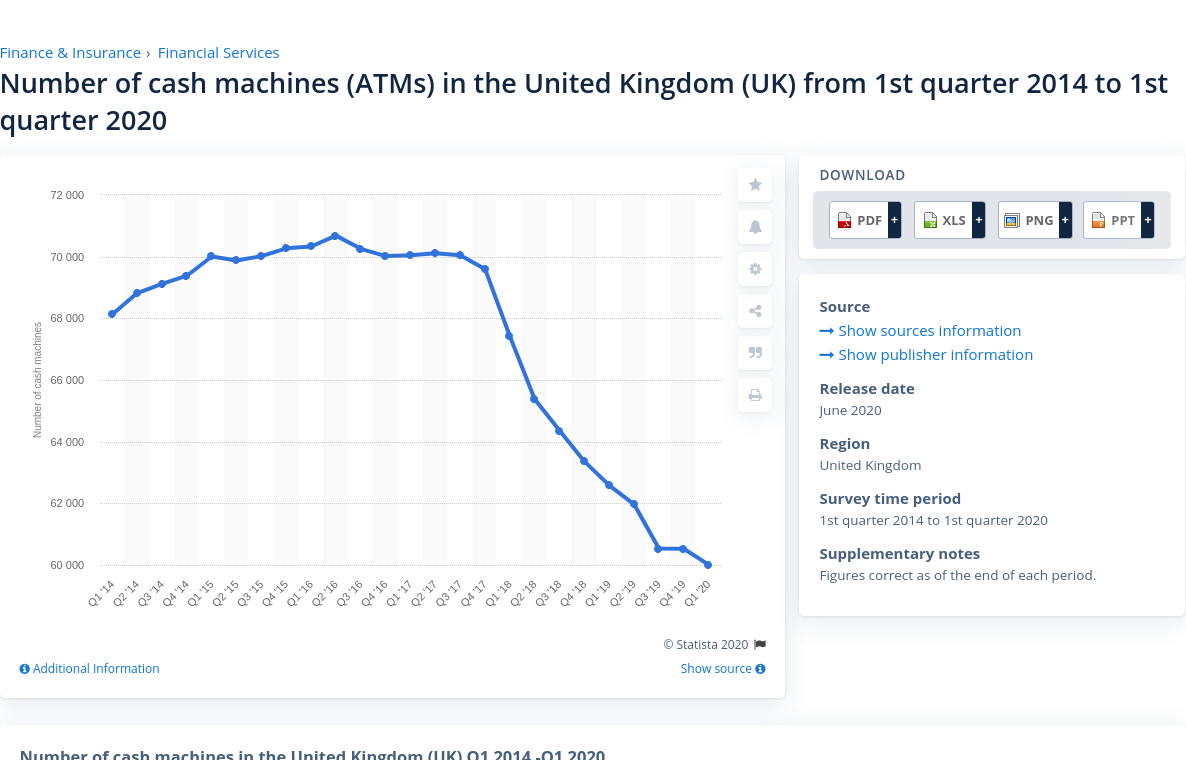 Finance & Insurance › Financial Services
Number of cash machines (ATMs) in the United Kingdom (UK) from 1st quarter 2014 to 1st
quarter 2020
72 000
70 000
68 000
66 000
64 000
62 000
60 000
Number of cash machines
Q1 '14
Q2 '14
Q3 '14
Q4 '14
Q1 '15
Q2 '15
Q3 '15
Q4 '15
Q1 '16
Q2 '16
Q3 '16
Q4 '16
Q1 '17
Q2 '17
Q3 '17
Q4 '17
Q1 '18
Q2 '18
Q3 '18
Q4 '18
Q1 '19
Q2 '19
Q3 '19
Q4 '19
Q1 '20
© Statista 2020
Additional Information
Show source
DOWNLOAD
PDF +
XLS +
PNG +
PPT +
Source
Show sources information
Show publisher information
Release date
June 2020
Region
United Kingdom
Survey time period
1st quarter 2014 to 1st quarter 2020
Supplementary notes
Figures correct as of the end of each period.
Number of cash machines in the United Kingdom (UK) Q1 2014 -Q1 2020